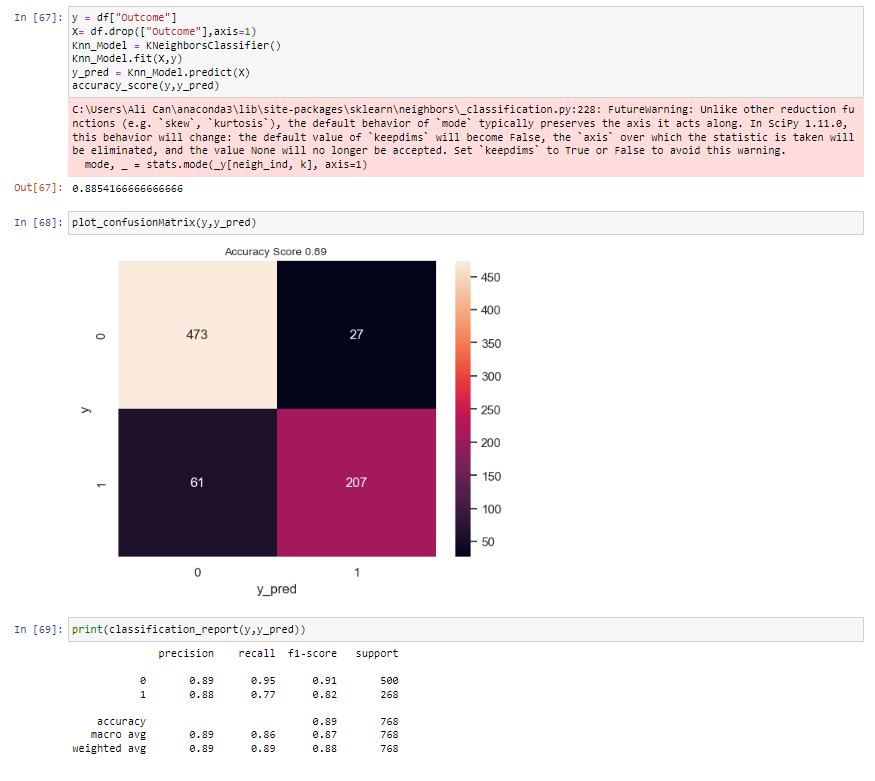 In [67]: y = df["Outcome"]
X= df.drop(["Outcome"],axis=1)
Knn_Model = KNeighborsClassifier()
Knn_Model.fit(X,y)
y_pred = Knn_Model.predict(X)
accuracy_score(y,y_pred)
C:\Users\Ali Can\anaconda3\lib\site-packages\sklearn\neighbors\_classification.py:228: FutureWarning: Unlike other reduction fu
nctions (e.g. `skew`, `kurtosis`), the default behavior of `mode` typically preserves the axis it acts along. In SciPy 1.11.0,
this behavior will change: the default value of `keepdims` will become False, the `axis` over which the statistic is taken will
be eliminated, and the value None will no longer be accepted. Set `keepdims` to True or False to avoid this warning.
mode, _ = stats.mode(_y[neigh_ind, k], axis=1)
Out[67]: 0.8854166666666666
In [68]: plot_confusionMatrix(y,y_pred)
Accuracy Score 0.89
473 27
61 207
0
1
y
0 1
y_pred
450
400
350
300
250
200
150
100
50
In [69]: print(classification_report(y,y_pred))
precision recall f1-score support
0 0.89 0.95 0.91 500
1 0.88 0.77 0.82 268
accuracy 0.89 768
macro avg 0.89 0.86 0.87 768
weighted avg 0.89 0.89 0.88 768